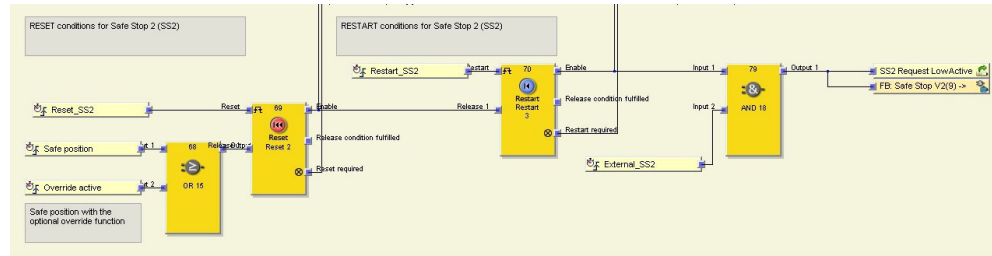 RESET conditions for Safe Stop 2 (SS2)
RESTART conditions for Safe Stop 2 (SS2)
Restart_SS2
Restart
70
Enable
Release 1
Release condition fulfilled
Restart
Restart
3
Restart required
Input 1
79
Output 1
Input 2
AND 18
SS2 Request LowActive
FB: Safe Stop V2(9) ->
External_SS2
Reset_SS2
Reset
69
Enable
Release condition fulfilled
Reset
Reset 2
Reset required
Safe position
68
Override active
OR 15
Safe position with the
optional override function